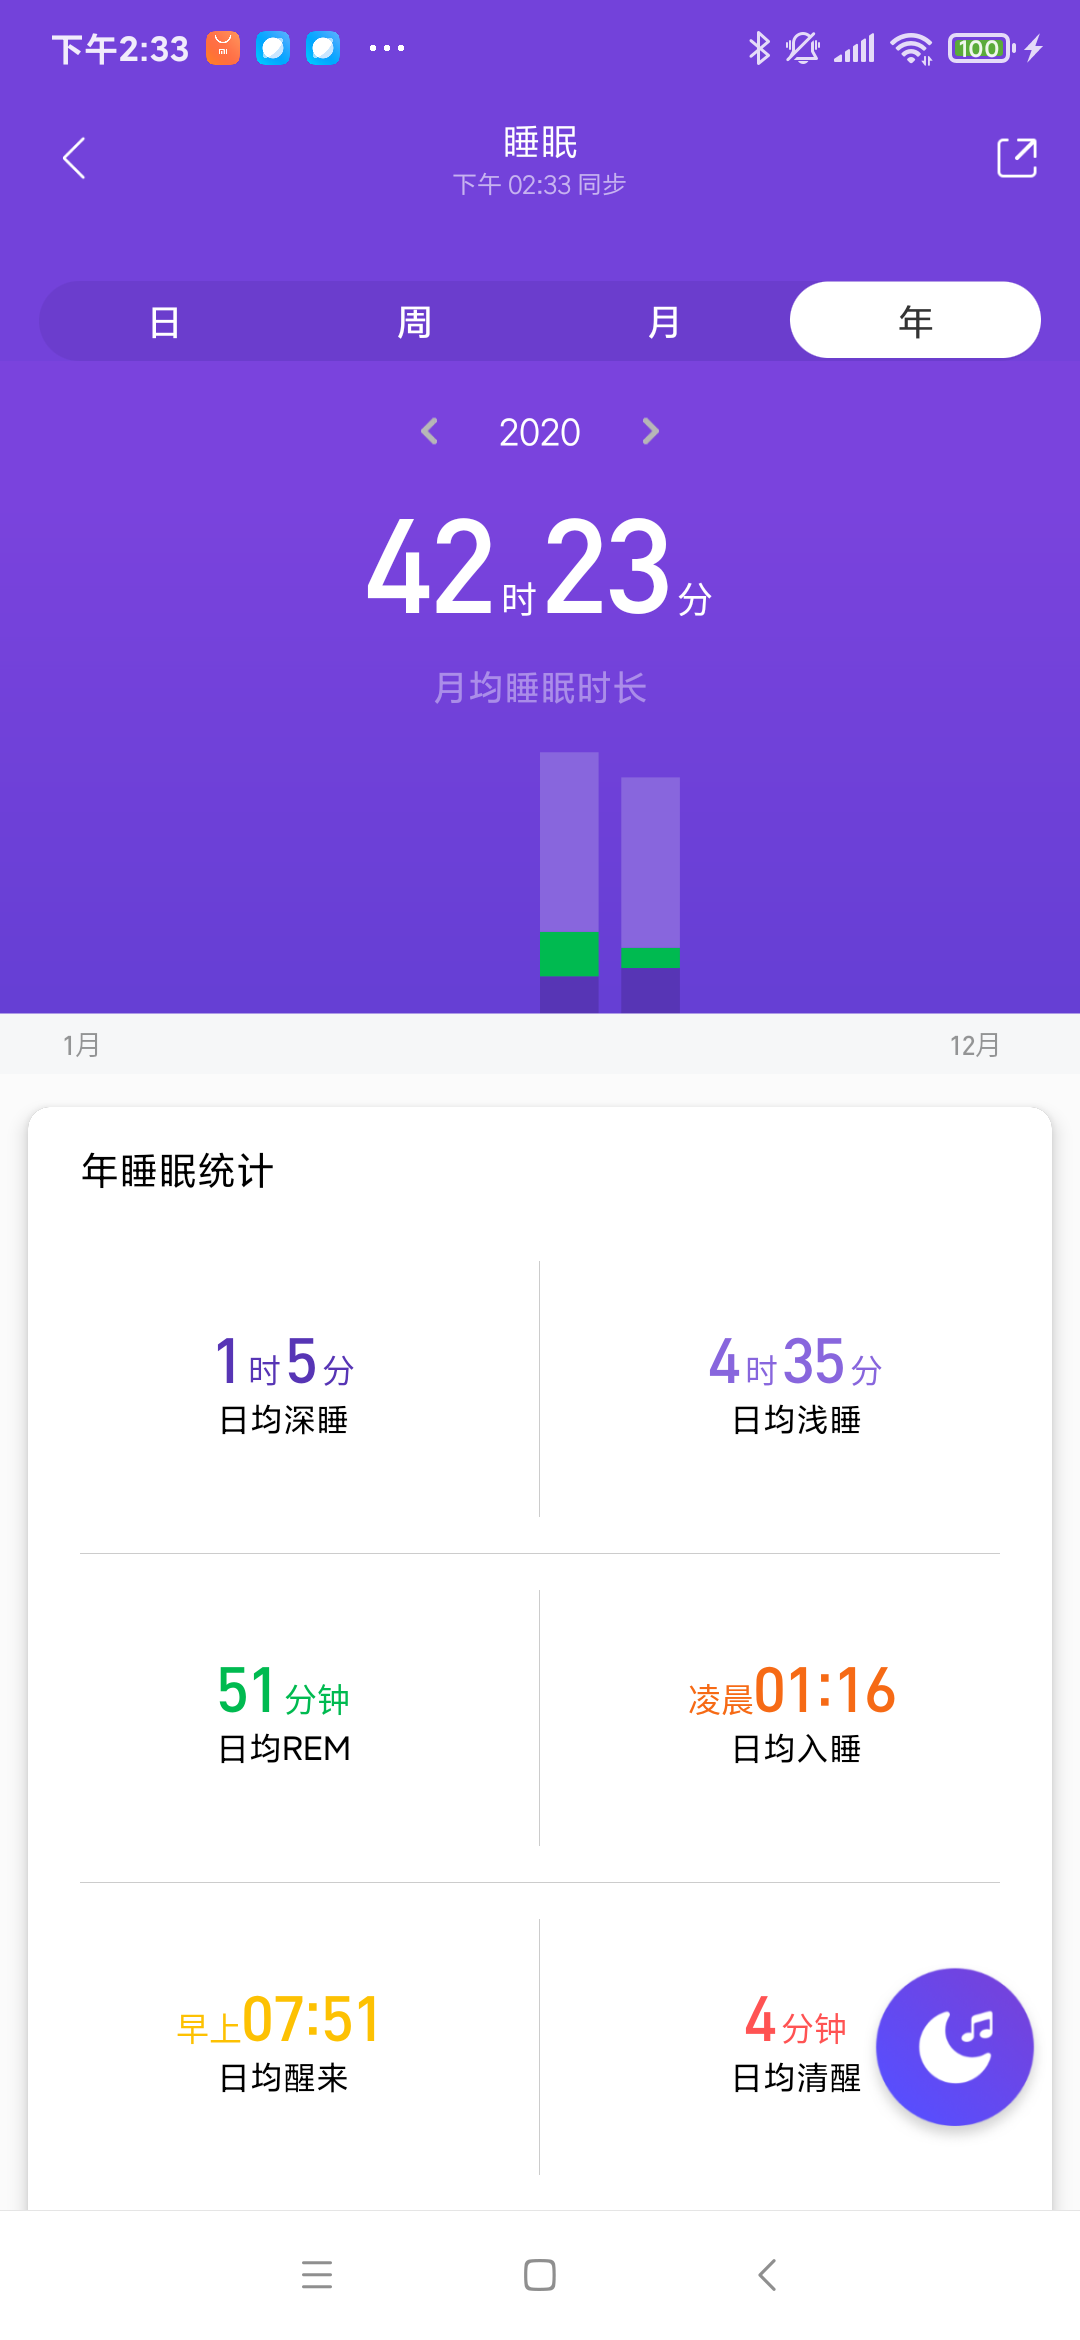 下午2:33
100
睡眠
下午 02:33 同步
日 周 月 年
2020
42时23分
月均睡眠时长
1月 12月
年睡眠统计
1时5分 4时35分
日均深睡 日均浅睡
51分钟 凌晨01:16
日均REM 日均入睡
早上07:51 4分钟
日均醒来 日均清醒